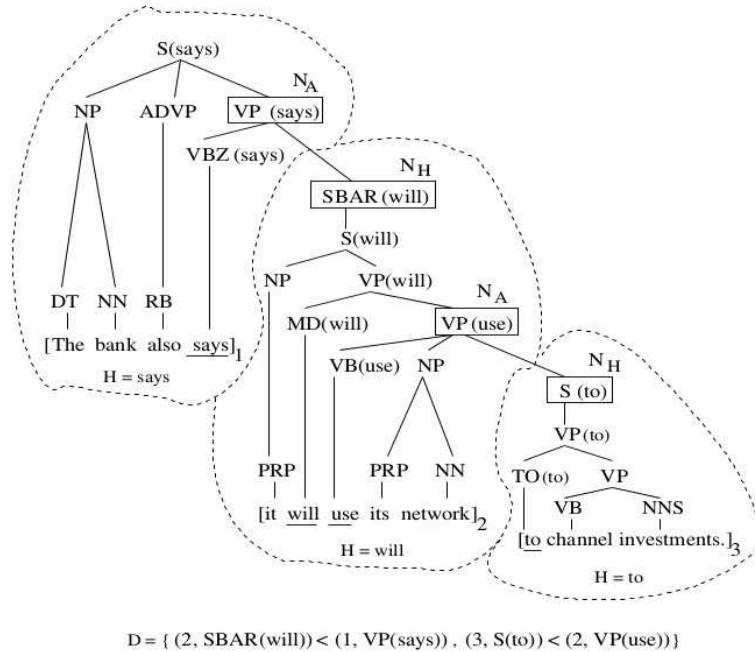 S(says)
N_A
NP ADVP VP (says)
VBZ (says)
N_H
SBAR (will)
S(will)
NP VP(will) N_A
DT NN RB MD(will) VP (use)
[The bank also says]_1 N_H
H = says VB(use) NP S (to)
VP(to)
PRP PRP NN TO(to) VP
VB NNS
[it will use its network]_2
[to channel investments.]_3
H = will
H = to
D = { (2, SBAR(will)) < (1, VP(says)) , (3, S(to)) < (2, VP(use)) }